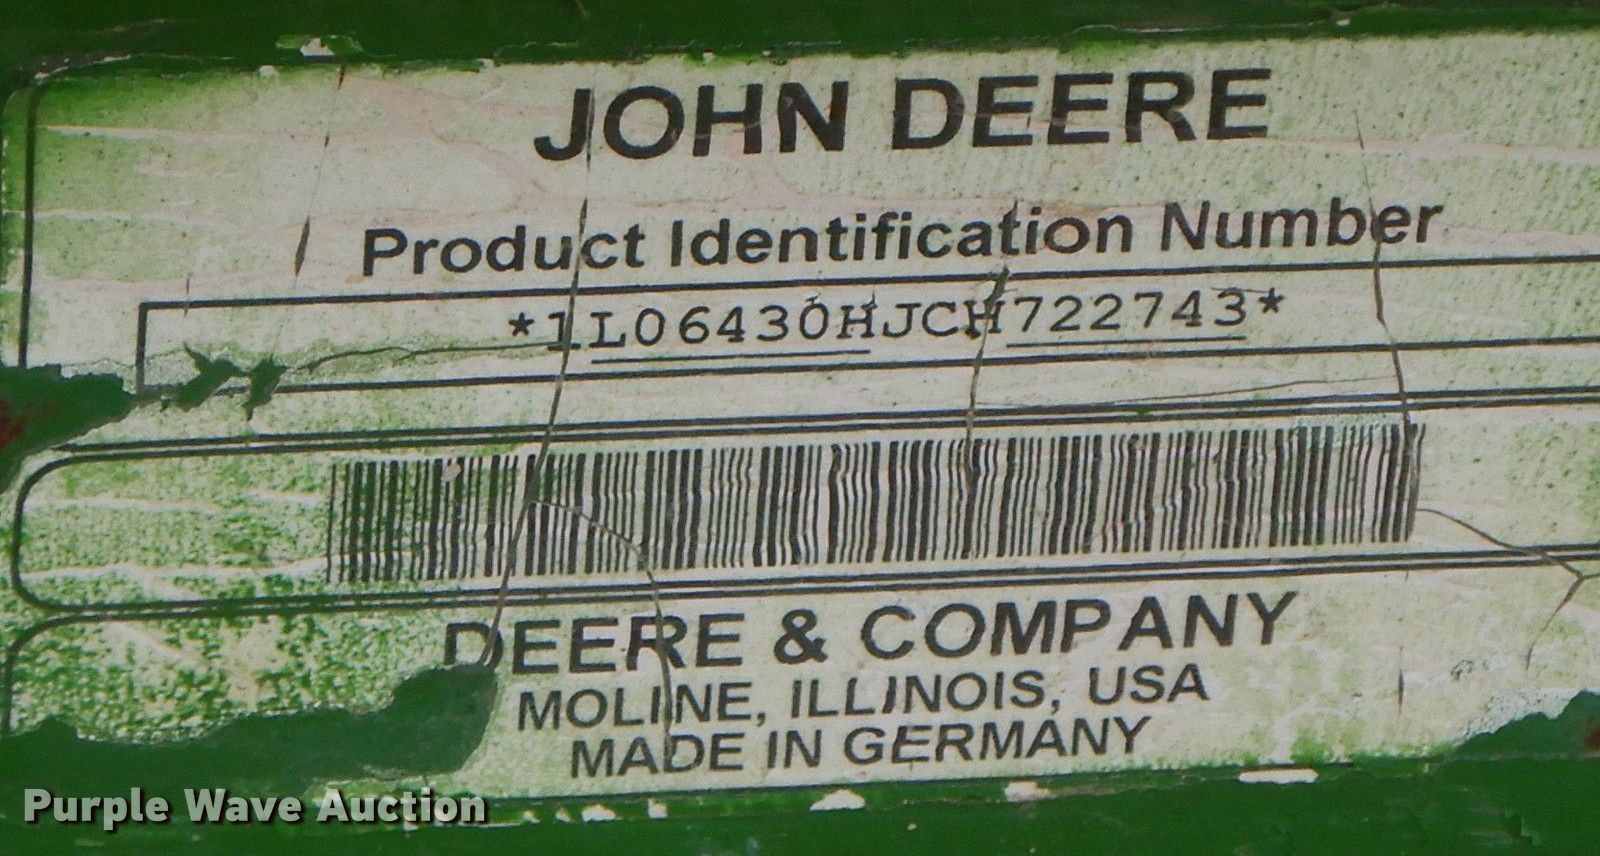 JOHN DEERE
Product Identification Number
*1L06430HJCH722743*
DEERE & COMPANY
MOLINE, ILLINOIS, USA
MADE IN GERMANY
Purple Wave Auction